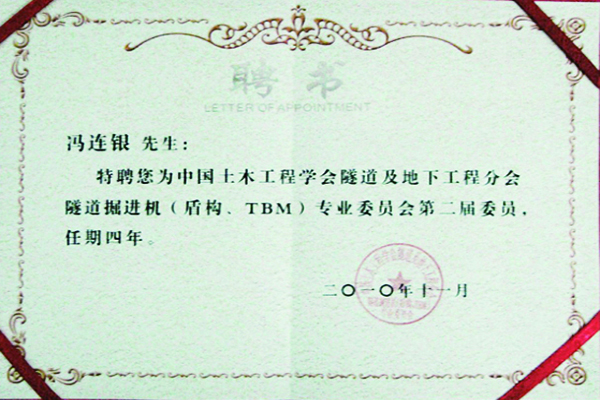 聘书
LETTER OF APPOINTMENT
冯连银 先生：
特聘您为中国土木工程学会隧道及地下工程分会
隧道掘进机（盾构、TBM）专业委员会第二届委员，
任期四年。
二〇一〇年十一月